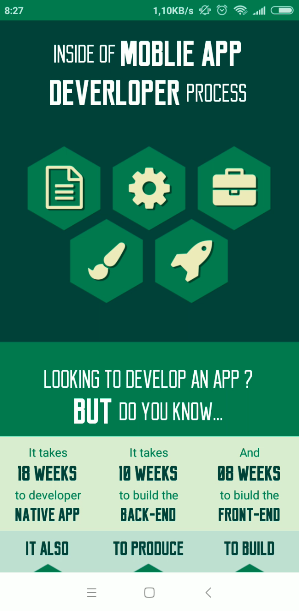 8:27
1,10KB/s
INSIDE OF MOBLIE APP
DEVERLOPER PROCESS
LOOKING TO DEVELOP AN APP ?
BUT DO YOU KNOW...
It takes
18 WEEKS
to developer
NATIVE APP
It takes
10 WEEKS
to build the
BACK-END
And
08 WEEKS
to biuld the
FRONT-END
IT ALSO
TO PRODUCE
TO BUILD